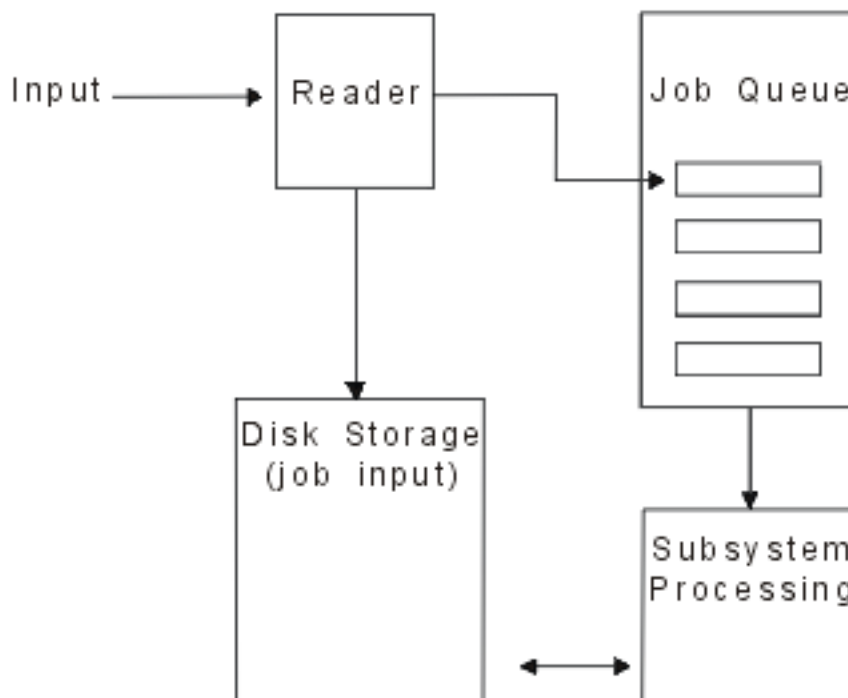 Input
Reader
Job Queue
Disk Storage
(job input)
Subsystem
Processing